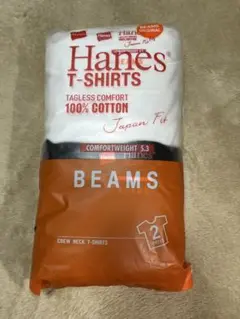 Hanes®
T-SHIRTS
TAGLESS COMFORT
100% COTTON
Japan Fit
COMFORTWEIGHT 5.3
BEAMS
2
CREW NECK T-SHIRTS